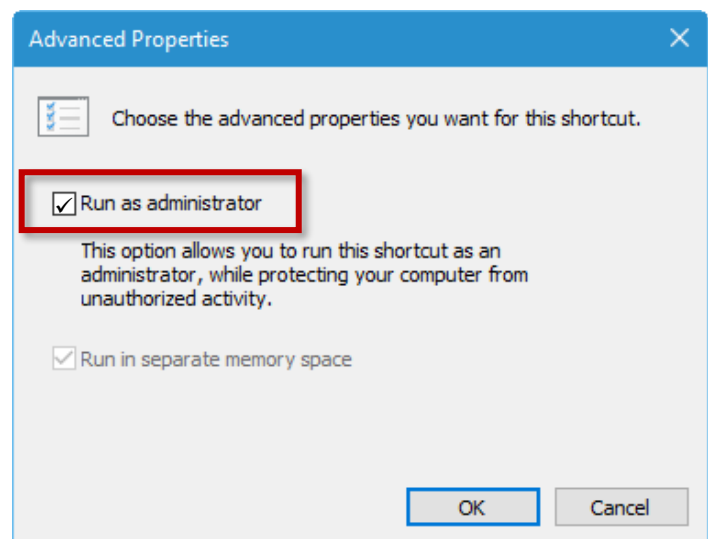 Advanced Properties
Choose the advanced properties you want for this shortcut.
Run as administrator
This option allows you to run this shortcut as an
administrator, while protecting your computer from
unauthorized activity.
Run in separate memory space
OK
Cancel